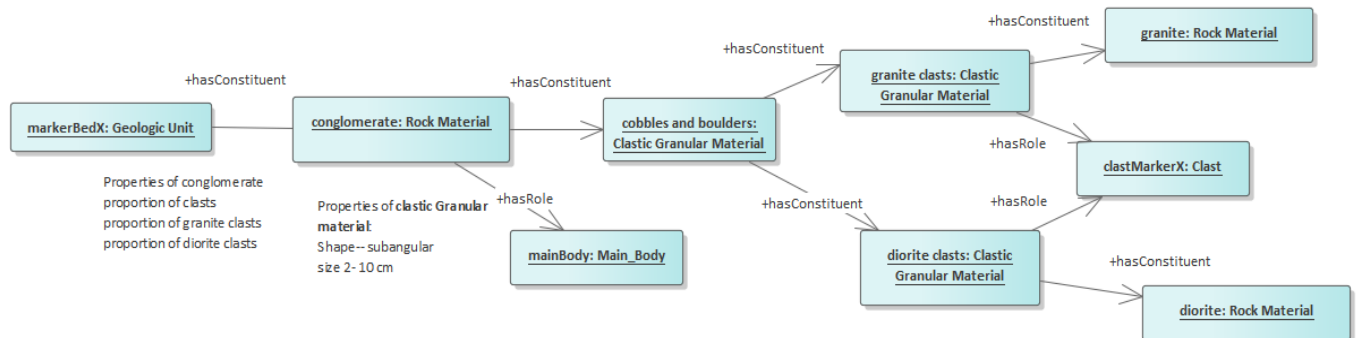 +hasConstituent
granite: Rock Material
+hasConstituent
granite clasts: Clastic
Granular Material
+hasConstituent
markerBedX: Geologic Unit
conglomerate: Rock Material
cobbles and boulders:
Clastic Granular Material
+hasRole
clastMarkerX: Clast
Properties of conglomerate
proportion of clasts
proportion of granite clasts
proportion of diorite clasts
Properties of clastic Granular
material:
Shape-- subangular
size 2- 10 cm
+hasRole
mainBody: Main_Body
+hasConstituent
+hasRole
diorite clasts: Clastic
Granular Material
+hasConstituent
diorite: Rock Material
+hasConstituent